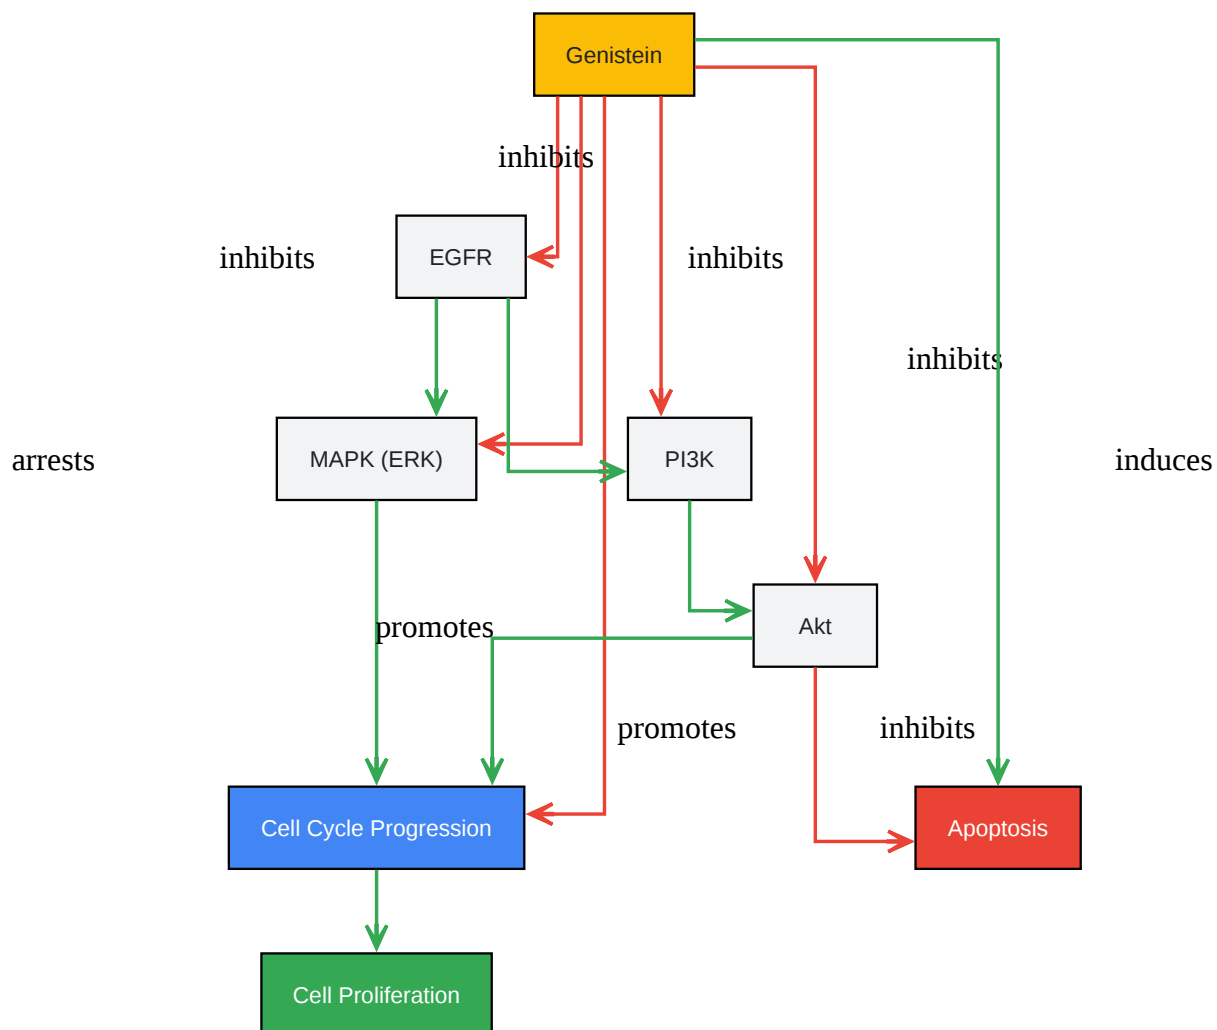 Genistein
inhibits
EGFR
inhibits
inhibits
inhibits
MAPK (ERK)
PI3K
arrests
induces
Akt
promotes
promotes
inhibits
Cell Cycle Progression
Apoptosis
Cell Proliferation